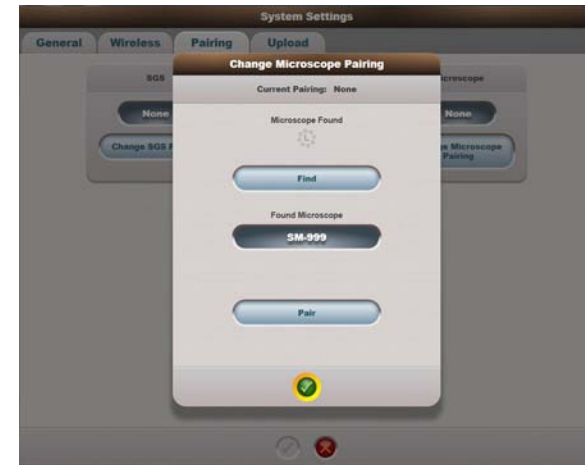 System Settings
General Wireless Pairing Upload
Change Microscope Pairing
Current Pairing: None
SGS
None
Change SGS
Microscope Found
Find
Found Microscope
SM-999
Pair
None
Microscope
Pairing